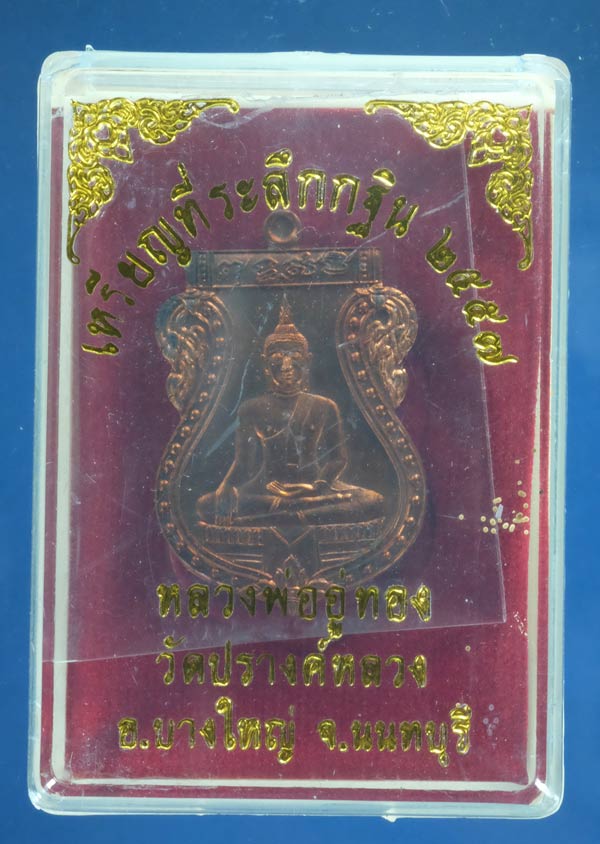 เหรียญที่ระลึกกฐิน ๒๕๕๗
หลวงพ่ออู่ทอง
วัดปรางค์หลวง
อ.บางใหญ่ จ.นนทบุรี